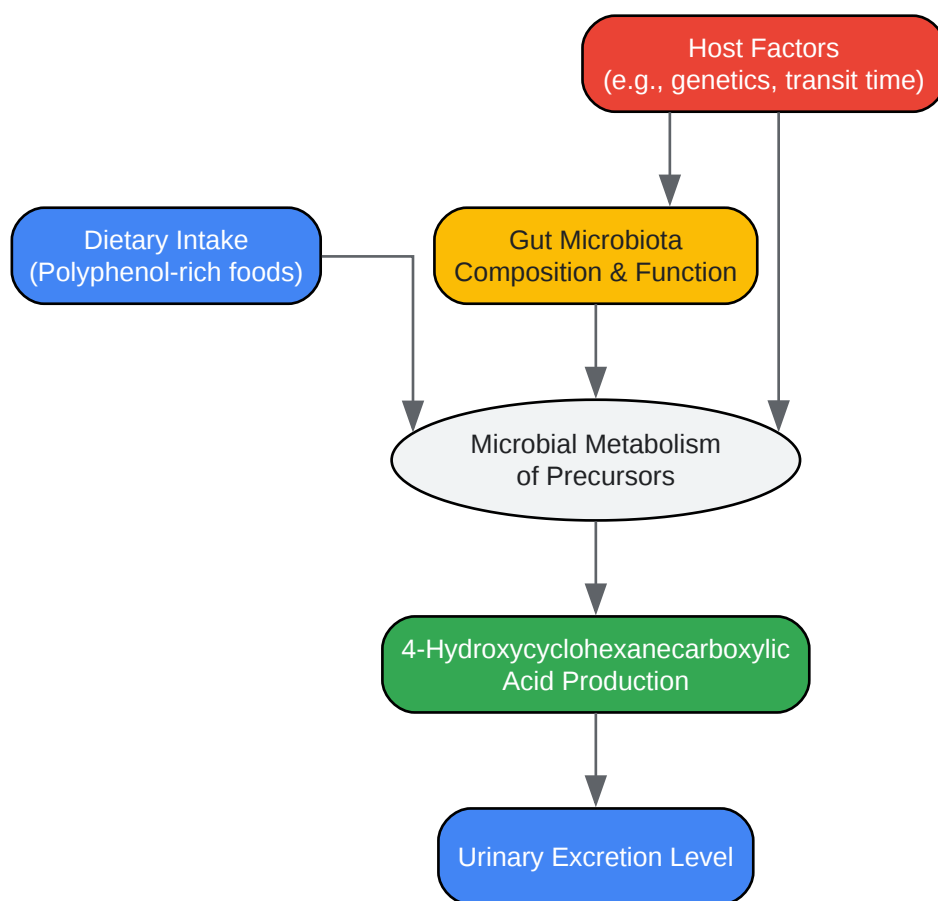 Host Factors
(e.g., genetics, transit time)
Dietary Intake
(Polyphenol-rich foods)
Gut Microbiota
Composition & Function
Microbial Metabolism
of Precursors
4-Hydroxycyclohexanecarboxylic
Acid Production
Urinary Excretion Level